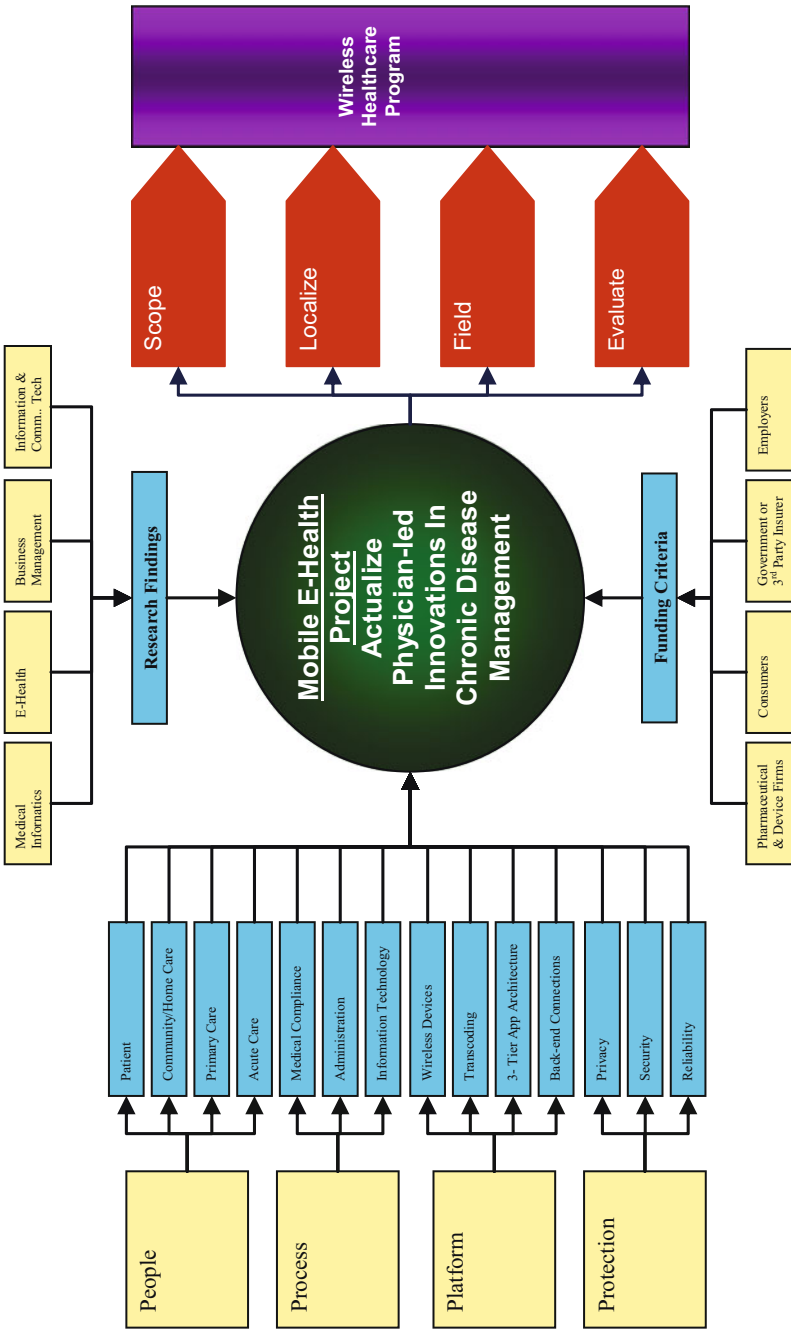 People
Process
Platform
Protection
Patient
Community/Home Care
Primary Care
Acute Care
Medical Compliance
Administration
Information Technology
Wireless Devices
Transcoding
3- Tier App Architecture
Back-end Connections
Privacy
Security
Reliability
Medical
Informatics
E-Health
Business
Management
Information &
Comm.. Tech
Research Findings
Mobile E-Health
Project
Actualize
Physician-led
Innovations In
Chronic Disease
Management
Funding Criteria
Pharmaceutical
& Device Firms
Consumers
Government or
3rd Party Insurer
Employers
Scope
Localize
Field
Evaluate
Wireless
Healthcare
Program